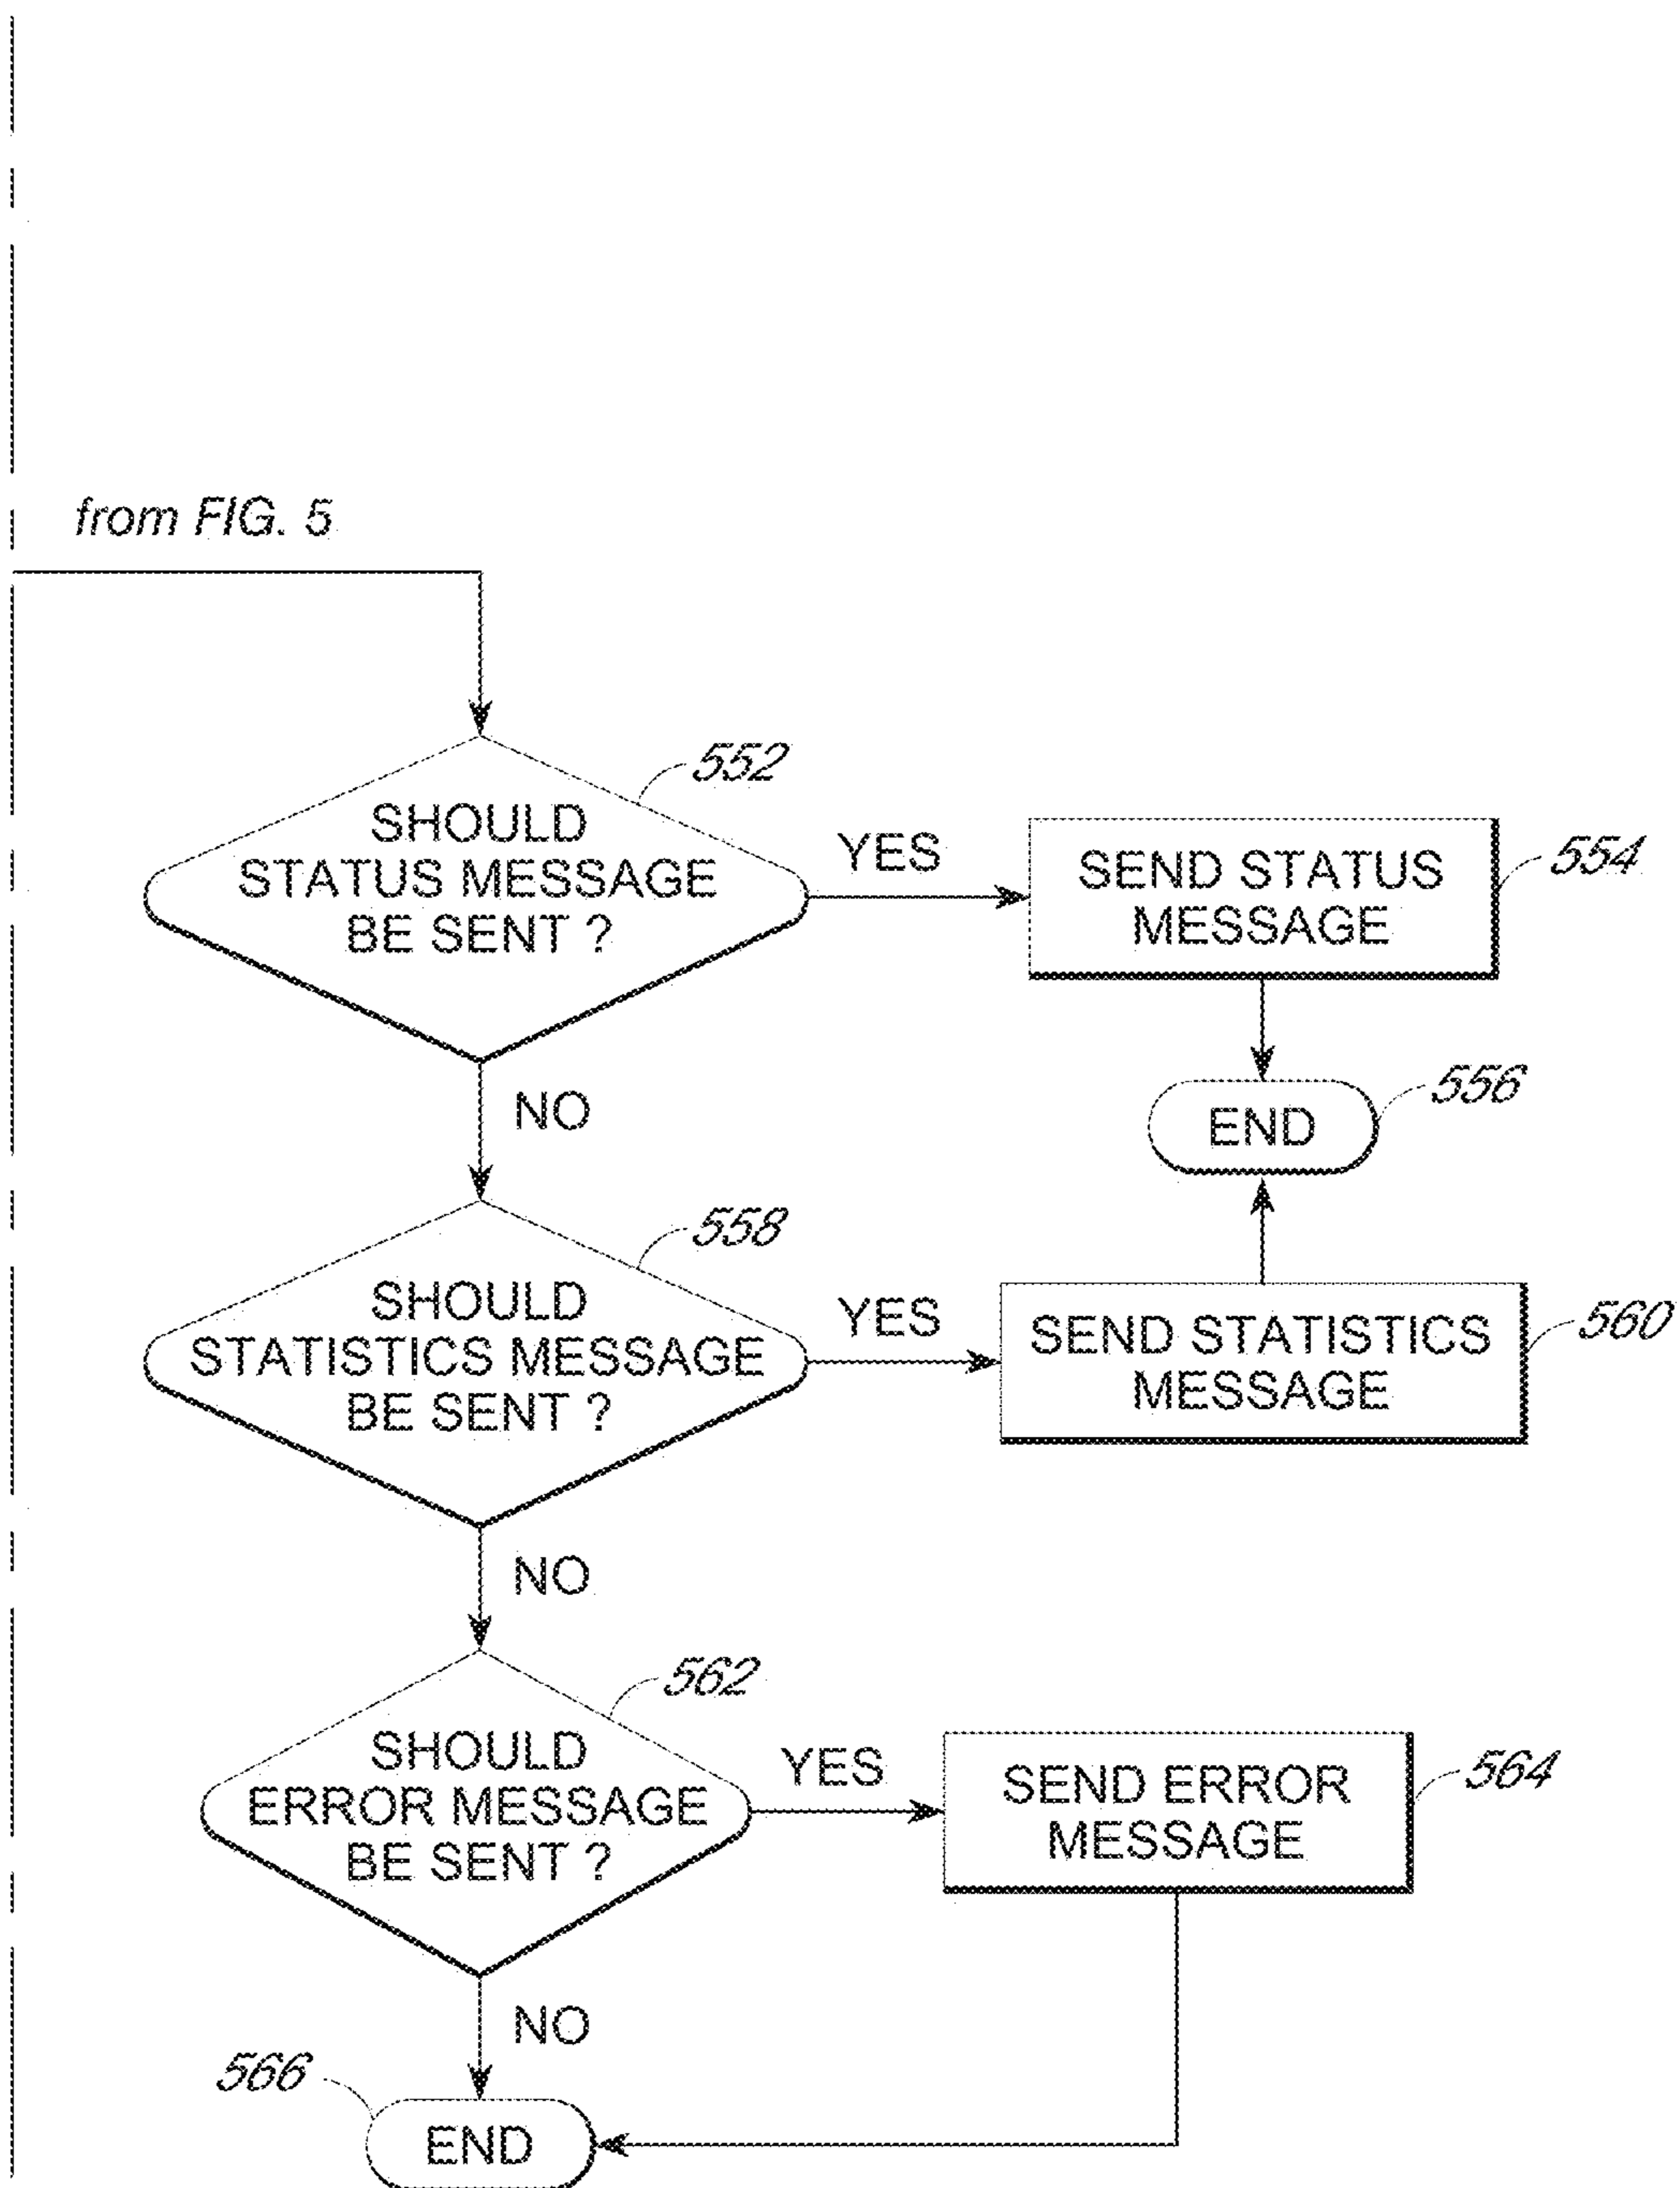 from FIG. 5
552
SHOULD
STATUS MESSAGE
BE SENT ?
YES
SEND STATUS
MESSAGE
554
NO
END
556
558
SHOULD
STATISTICS MESSAGE
BE SENT ?
YES
SEND STATISTICS
MESSAGE
560
NO
562
SHOULD
ERROR MESSAGE
BE SENT ?
YES
SEND ERROR
MESSAGE
564
NO
566
END